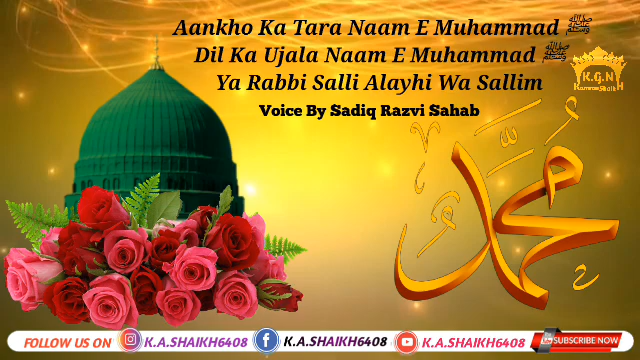 Aankho Ka Tara Naam E Muhammad ﷺ
Dil Ka Ujala Naam E Muhammad ﷺ
Ya Rabbi Salli Alayhi Wa Sallim
Voice By Sadiq Razvi Sahab
K.G.N
محمد
FOLLOW US ON K.A.SHAIKH6408 K.A.SHAIKH6408 K.A.SHAIKH6408 SUBSCRIBE NOW